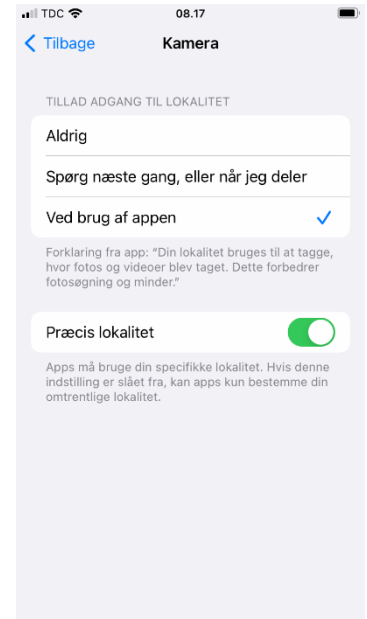 TDC 08.17
Tilbage Kamera
TILLAD ADGANG TIL LOKALITET
Aldrig
Spørg næste gang, eller når jeg deler
Ved brug af appen
Forklaring fra app: "Din lokalitet bruges til at tagge,
hvor fotos og videoer blev taget. Dette forbedrer
fotosøgning og minder."
Præcis lokalitet
Apps må bruge din specifikke lokalitet. Hvis denne
indstilling er slået fra, kan apps kun bestemme din
omtrentlige lokalitet.